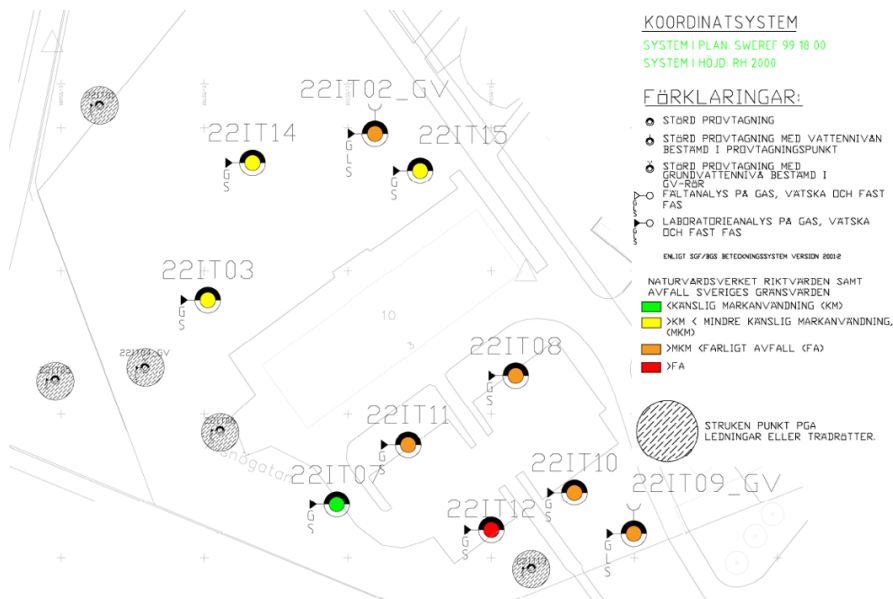 KOORDINATSYSTEM
SYSTEM I PLAN: SWEREF 99 18 00
SYSTEM I HÖJD: RH 2000
FÖRKLARINGAR:
STÖRD PROVTAGNING
STÖRD PROVTAGNING MED VATTENNIVÅN
BESTÄMD I PROVTAGNINGSPUNKT
STÖRD PROVTAGNING MED
GRUNDVATTENNIVÅ BESTÄMD I
GV-RÖR
FÄLTANALYS PÅ GAS, VÄTSKA OCH FAST
FAS
LABORATORIEANALYS PÅ GAS, VÄTSKA
OCH FAST FAS
ENLIGT SGF/BGS BETECKNINGSSYSTEM VERSION 2001:2
NATURVÅRDSVERKET RIKTVÄRDEN SAMT
AVFALL SVERIGES GRÄNSVÄRDEN
<KÄNSLIG MARKANVÄNDNING (KM)
>KM < MINDRE KÄNSLIG MARKANVÄNDNING,
(MKM)
>MKM <FARLIGT AVFALL (FA)
>FA
STRUKEN PUNKT PGA
LEDNINGAR ELLER TRÄDRÖTTER.
22IT02_GV
G
L
S
22IT14
G
S
22IT15
G
S
22IT03
G
S
10
3
22IT04_GV
22IT08
G
S
22IT11
G
S
22IT07
G
S
22IT10
G
S
22IT12
G
S
22IT09_GV
G
L
S